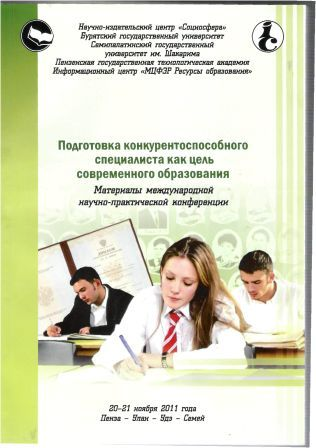 Научно-издательский центр «Социосфера»
Бурятский государственный университет
Семипалатинский государственный
университет им. Шакарима
Пензенская государственная технологическая академия
Информационный центр «МЦФЭР Ресурсы образования»
Подготовка конкурентоспособного
специалиста как цель
современного образования
Материалы международной
научно-практической конференции
20–21 ноября 2011 года
Пенза – Улан – Удэ – Семей